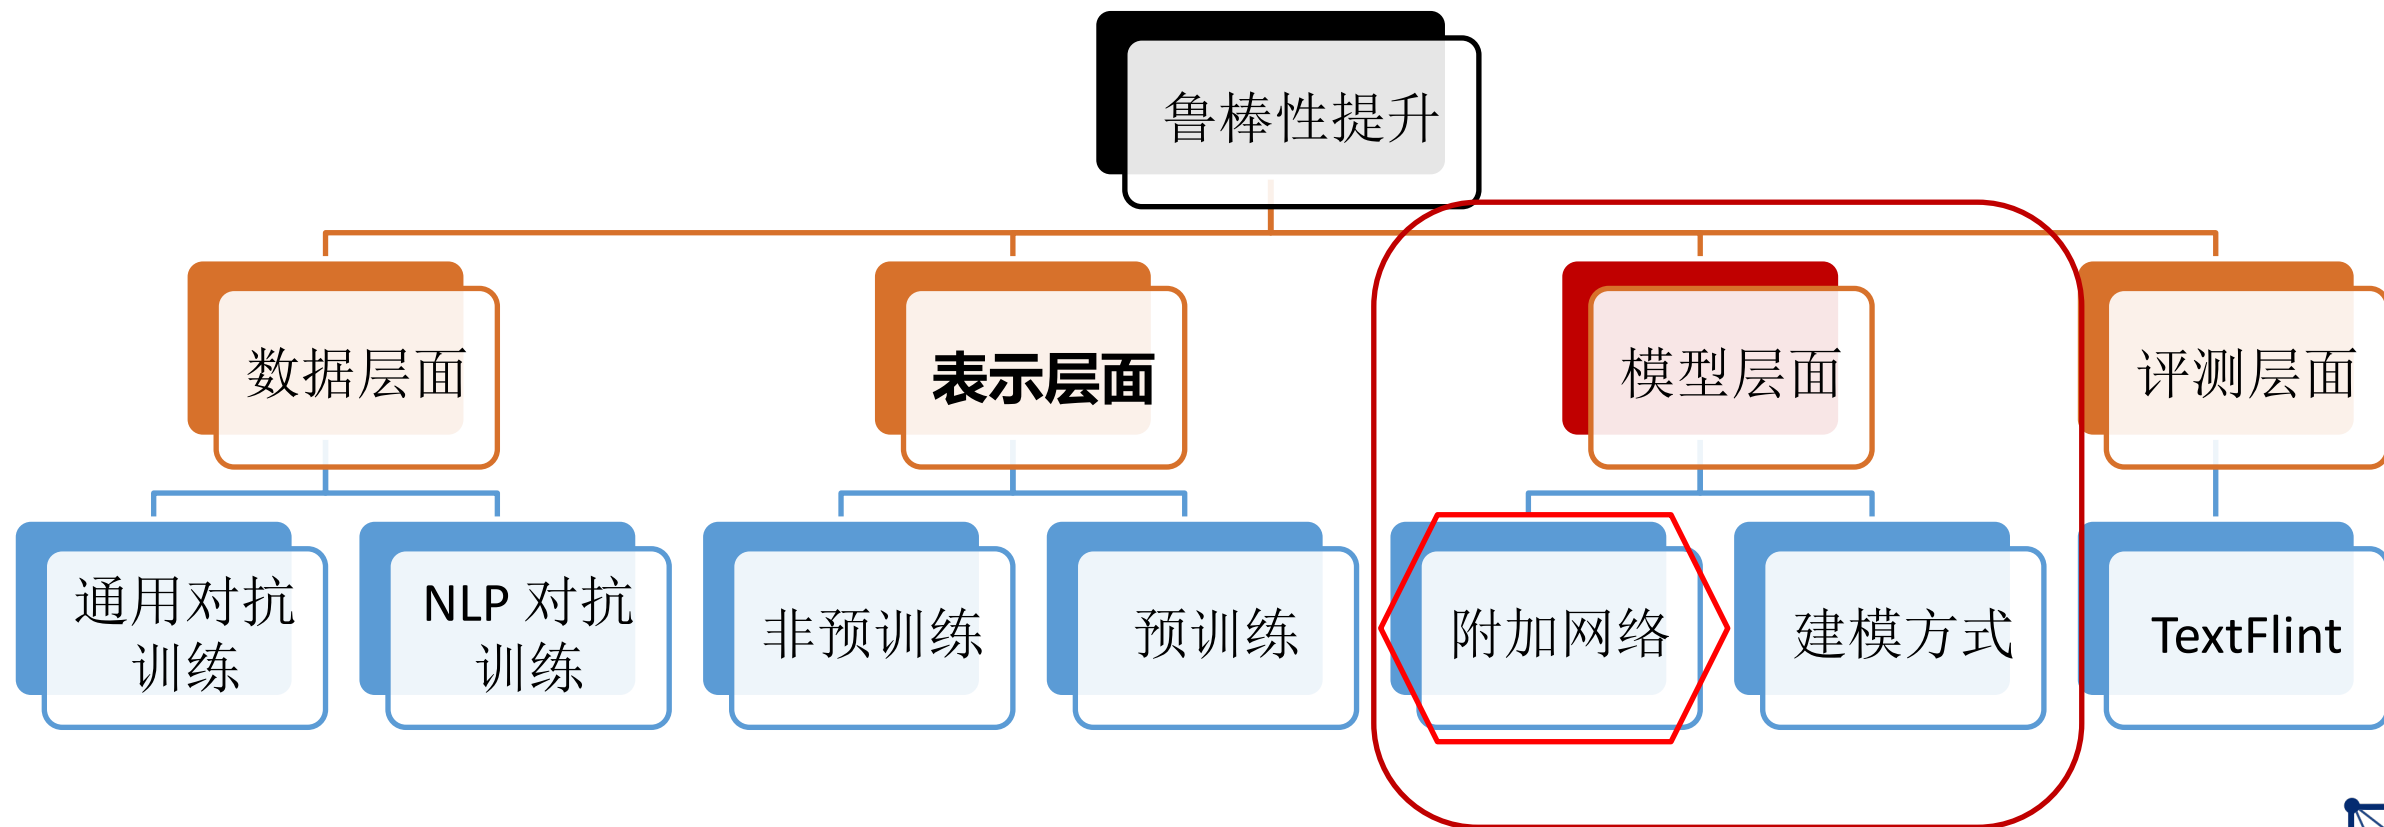 鲁棒性提升
数据层面
表示层面
模型层面
评测层面
通用对抗
训练
NLP 对抗
训练
非预训练
预训练
附加网络
建模方式
TextFlint